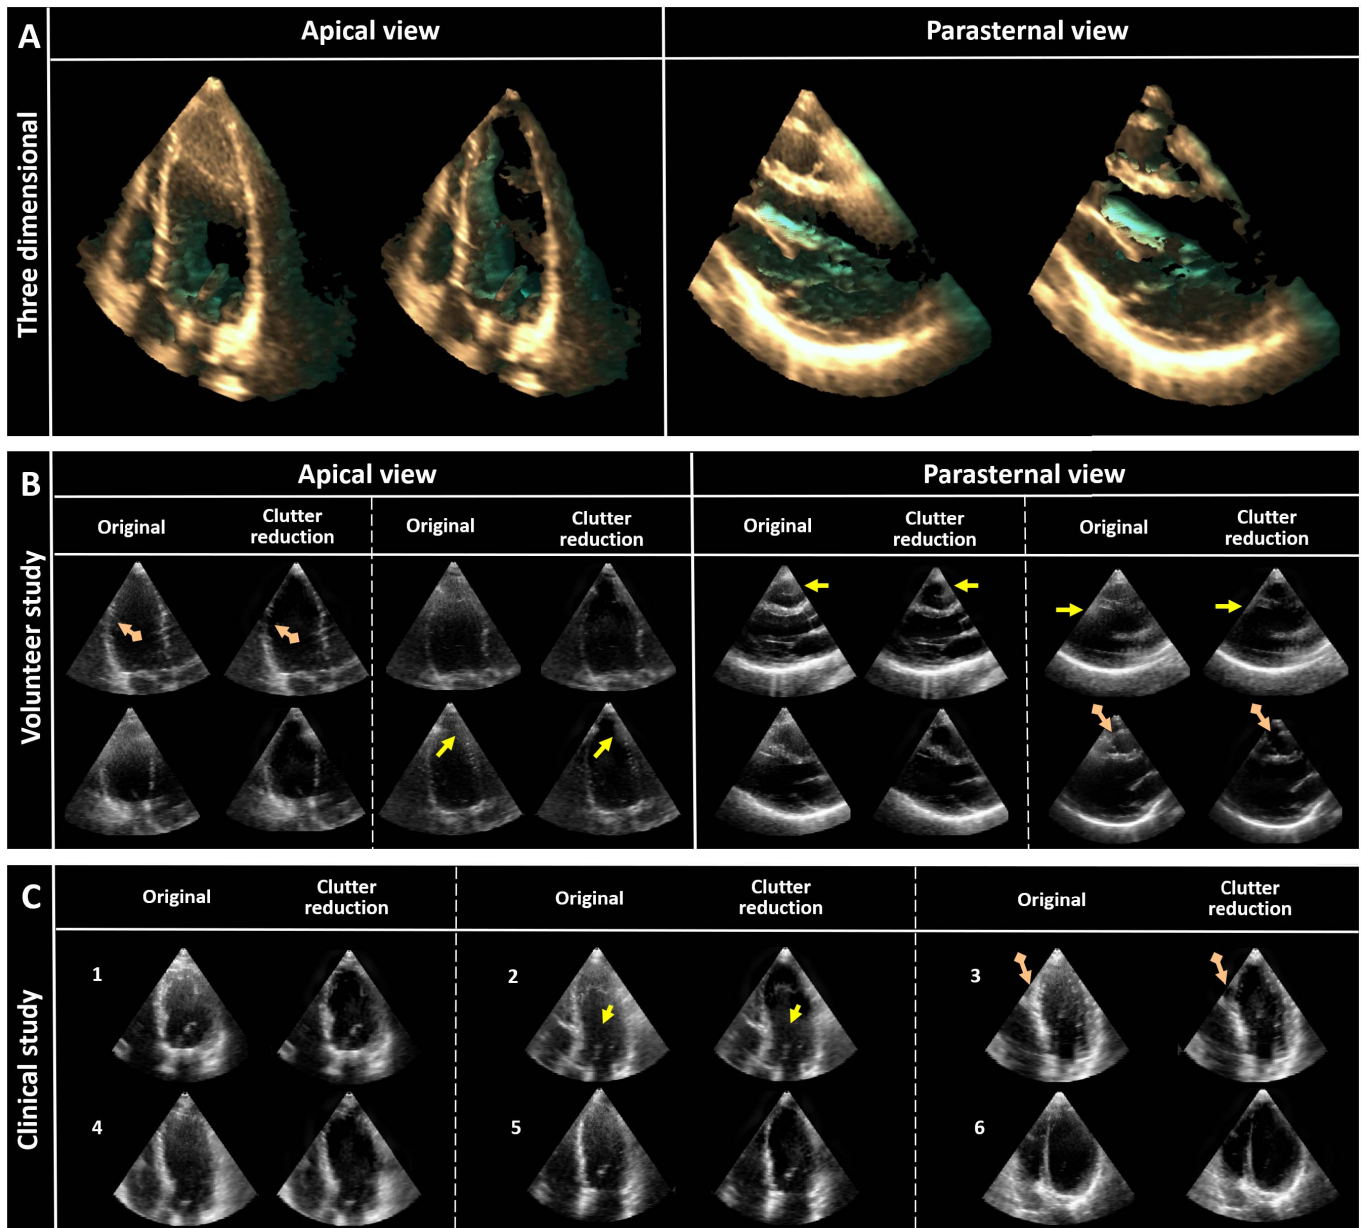 A
Apical view
Parasternal view
Three dimensional
B
Apical view
Parasternal view
Original
Clutter
reduction
Original
Clutter
reduction
Original
Clutter
reduction
Original
Clutter
reduction
Volunteer study
C
Original
Clutter
reduction
Original
Clutter
reduction
Original
Clutter
reduction
Clinical study
1
2
3
4
5
6